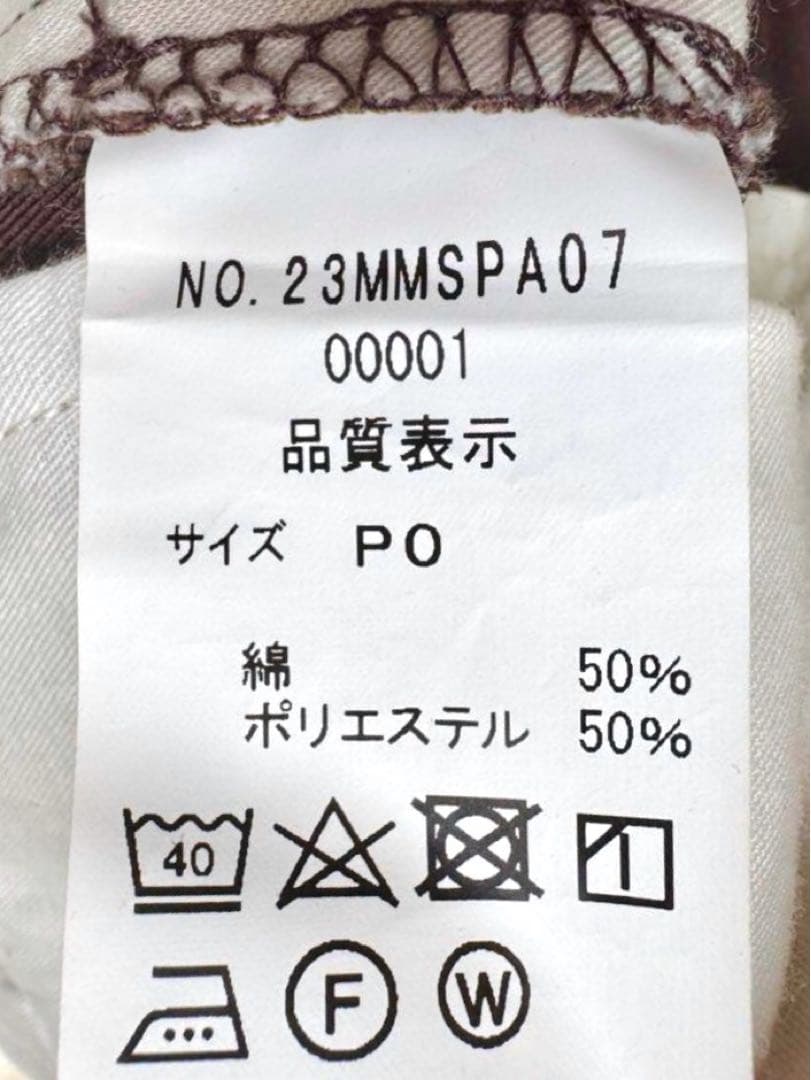 NO. 23MMSPA07
00001
品質表示
サイズ PO
綿 50%
ポリエステル 50%
40
F W